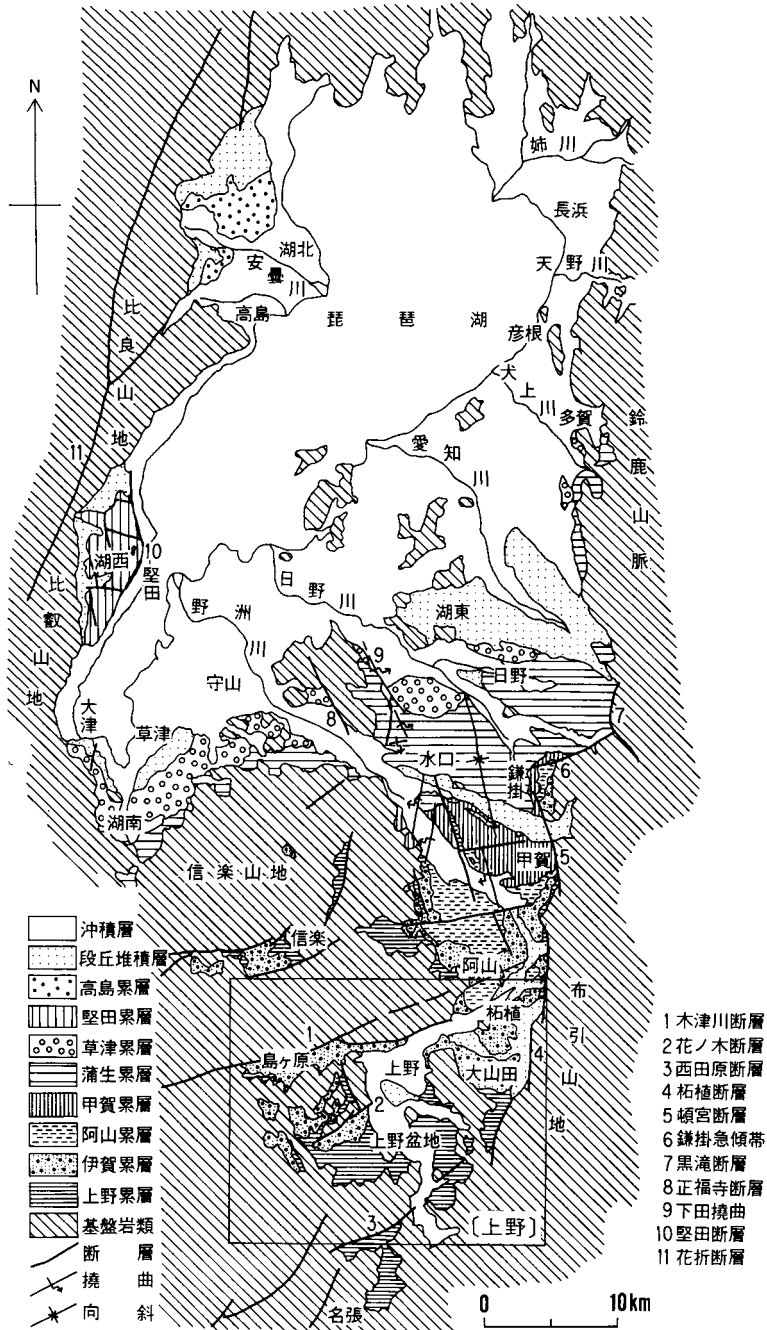 N
姉川
長浜
天野川
湖北
安曇川
高島
琵琶湖
彦根
犬上川
多賀
鈴鹿山脈
比良山地
11
愛知川
湖西
10
堅田
比叡山地
日野川
野洲川
守山
湖東
日野
9
8
7
大津
草津
水口
鎌掛
6
湖南
甲賀
5
信楽山地
信楽
阿山
布引山地
柘植
1
島ヶ原
上野
大山田
4
2
上野盆地
3
〔上野〕
名張
沖積層
段丘堆積層
高島累層
堅田累層
草津累層
蒲生累層
甲賀累層
阿山累層
伊賀累層
上野累層
基盤岩類
断層
撓曲
向斜
1 木津川断層
2 花ノ木断層
3 西田原断層
4 柘植断層
5 頓宮断層
6 鎌掛急傾帯
7 黒滝断層
8 正福寺断層
9 下田撓曲
10 堅田断層
11 花折断層
0 10km